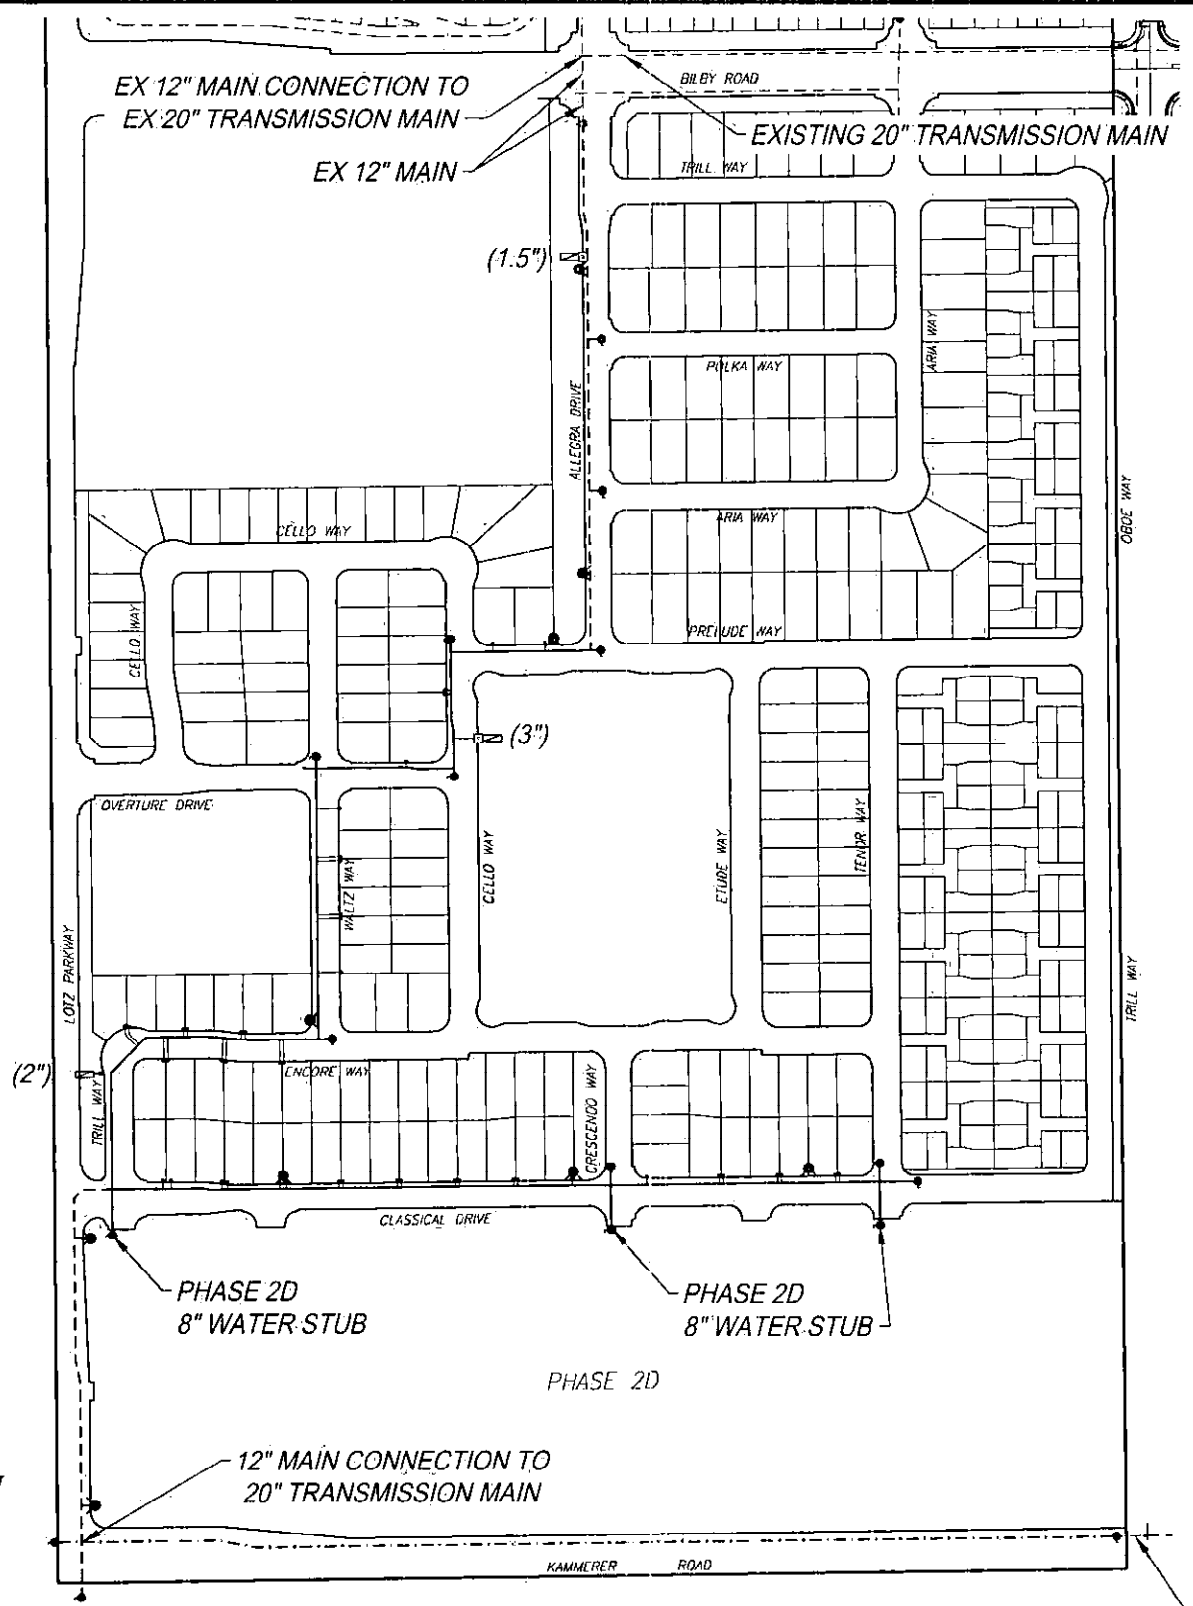 EX 12" MAIN CONNECTION TO
EX 20" TRANSMISSION MAIN
BILBY ROAD
EXISTING 20" TRANSMISSION MAIN
EX 12" MAIN
TRILL WAY
(1.5")
ARIA WAY
POLKA WAY
ALLEGRA DRIVE
OBOE WAY
CELLO WAY
ARIA WAY
CELLO WAY
PRELUDE WAY
(3")
OVERTURE DRIVE
WALTZ WAY
CELLO WAY
ETUDE WAY
TENOR WAY
LOTZ PARKWAY
TRILL WAY
(2")
ENCORE WAY
TRILL WAY
CRESCENDO WAY
CLASSICAL DRIVE
PHASE 2D
8" WATER STUB
PHASE 2D
8" WATER STUB
PHASE 2D
12" MAIN CONNECTION TO
20" TRANSMISSION MAIN
KAMMERER ROAD